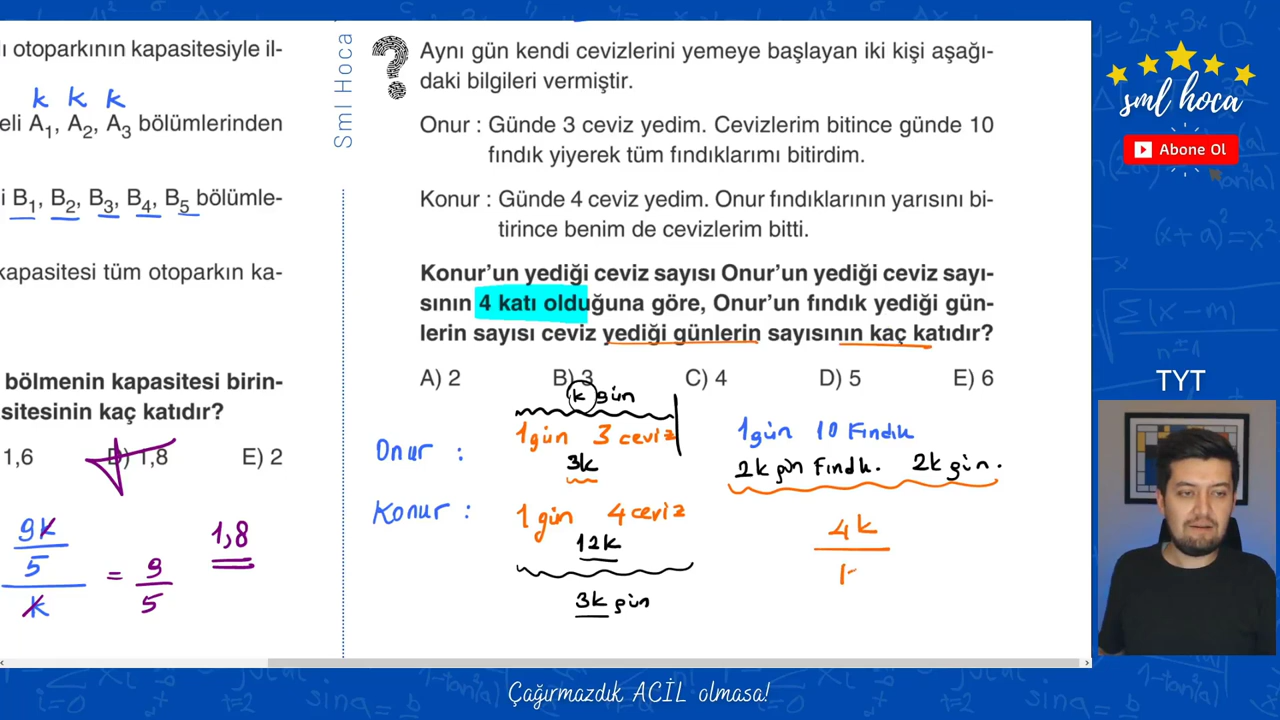 ı otoparkının kapasitesiyle il-
k k k
eli A1, A2, A3 bölümlerinden
i B1, B2, B3, B4, B5 bölümle-
kapasitesi tüm otoparkın ka-
bölmenin kapasitesi birin-
sitesinin kaç katıdır?
1,6 D) 1,8 E) 2
9k
5
k
=
9
5
1,8
Sml Hoca
?
Aynı gün kendi cevizlerini yemeye başlayan iki kişi aşağı-
daki bilgileri vermiştir.
Onur : Günde 3 ceviz yedim. Cevizlerim bitince günde 10
fındık yiyerek tüm fındıklarımı bitirdim.
Konur : Günde 4 ceviz yedim. Onur fındıklarının yarısını bi-
tirince benim de cevizlerim bitti.
Konur'un yediği ceviz sayısı Onur'un yediği ceviz sayı-
sının 4 katı olduğuna göre, Onur'un fındık yediği gün-
lerin sayısı ceviz yediği günlerin sayısının kaç katıdır?
A) 2 B) 3 C) 4 D) 5 E) 6
k gün
Onur : 1 gün 3 ceviz 1 gün 10 Fındık
3k 2k gün Fındk. 2k gün.
Konur : 1 gün 4 ceviz
12k
3k gün
4k
sml hoca
Abone Ol
TYT
Çağırmazdık ACİL olmasa!